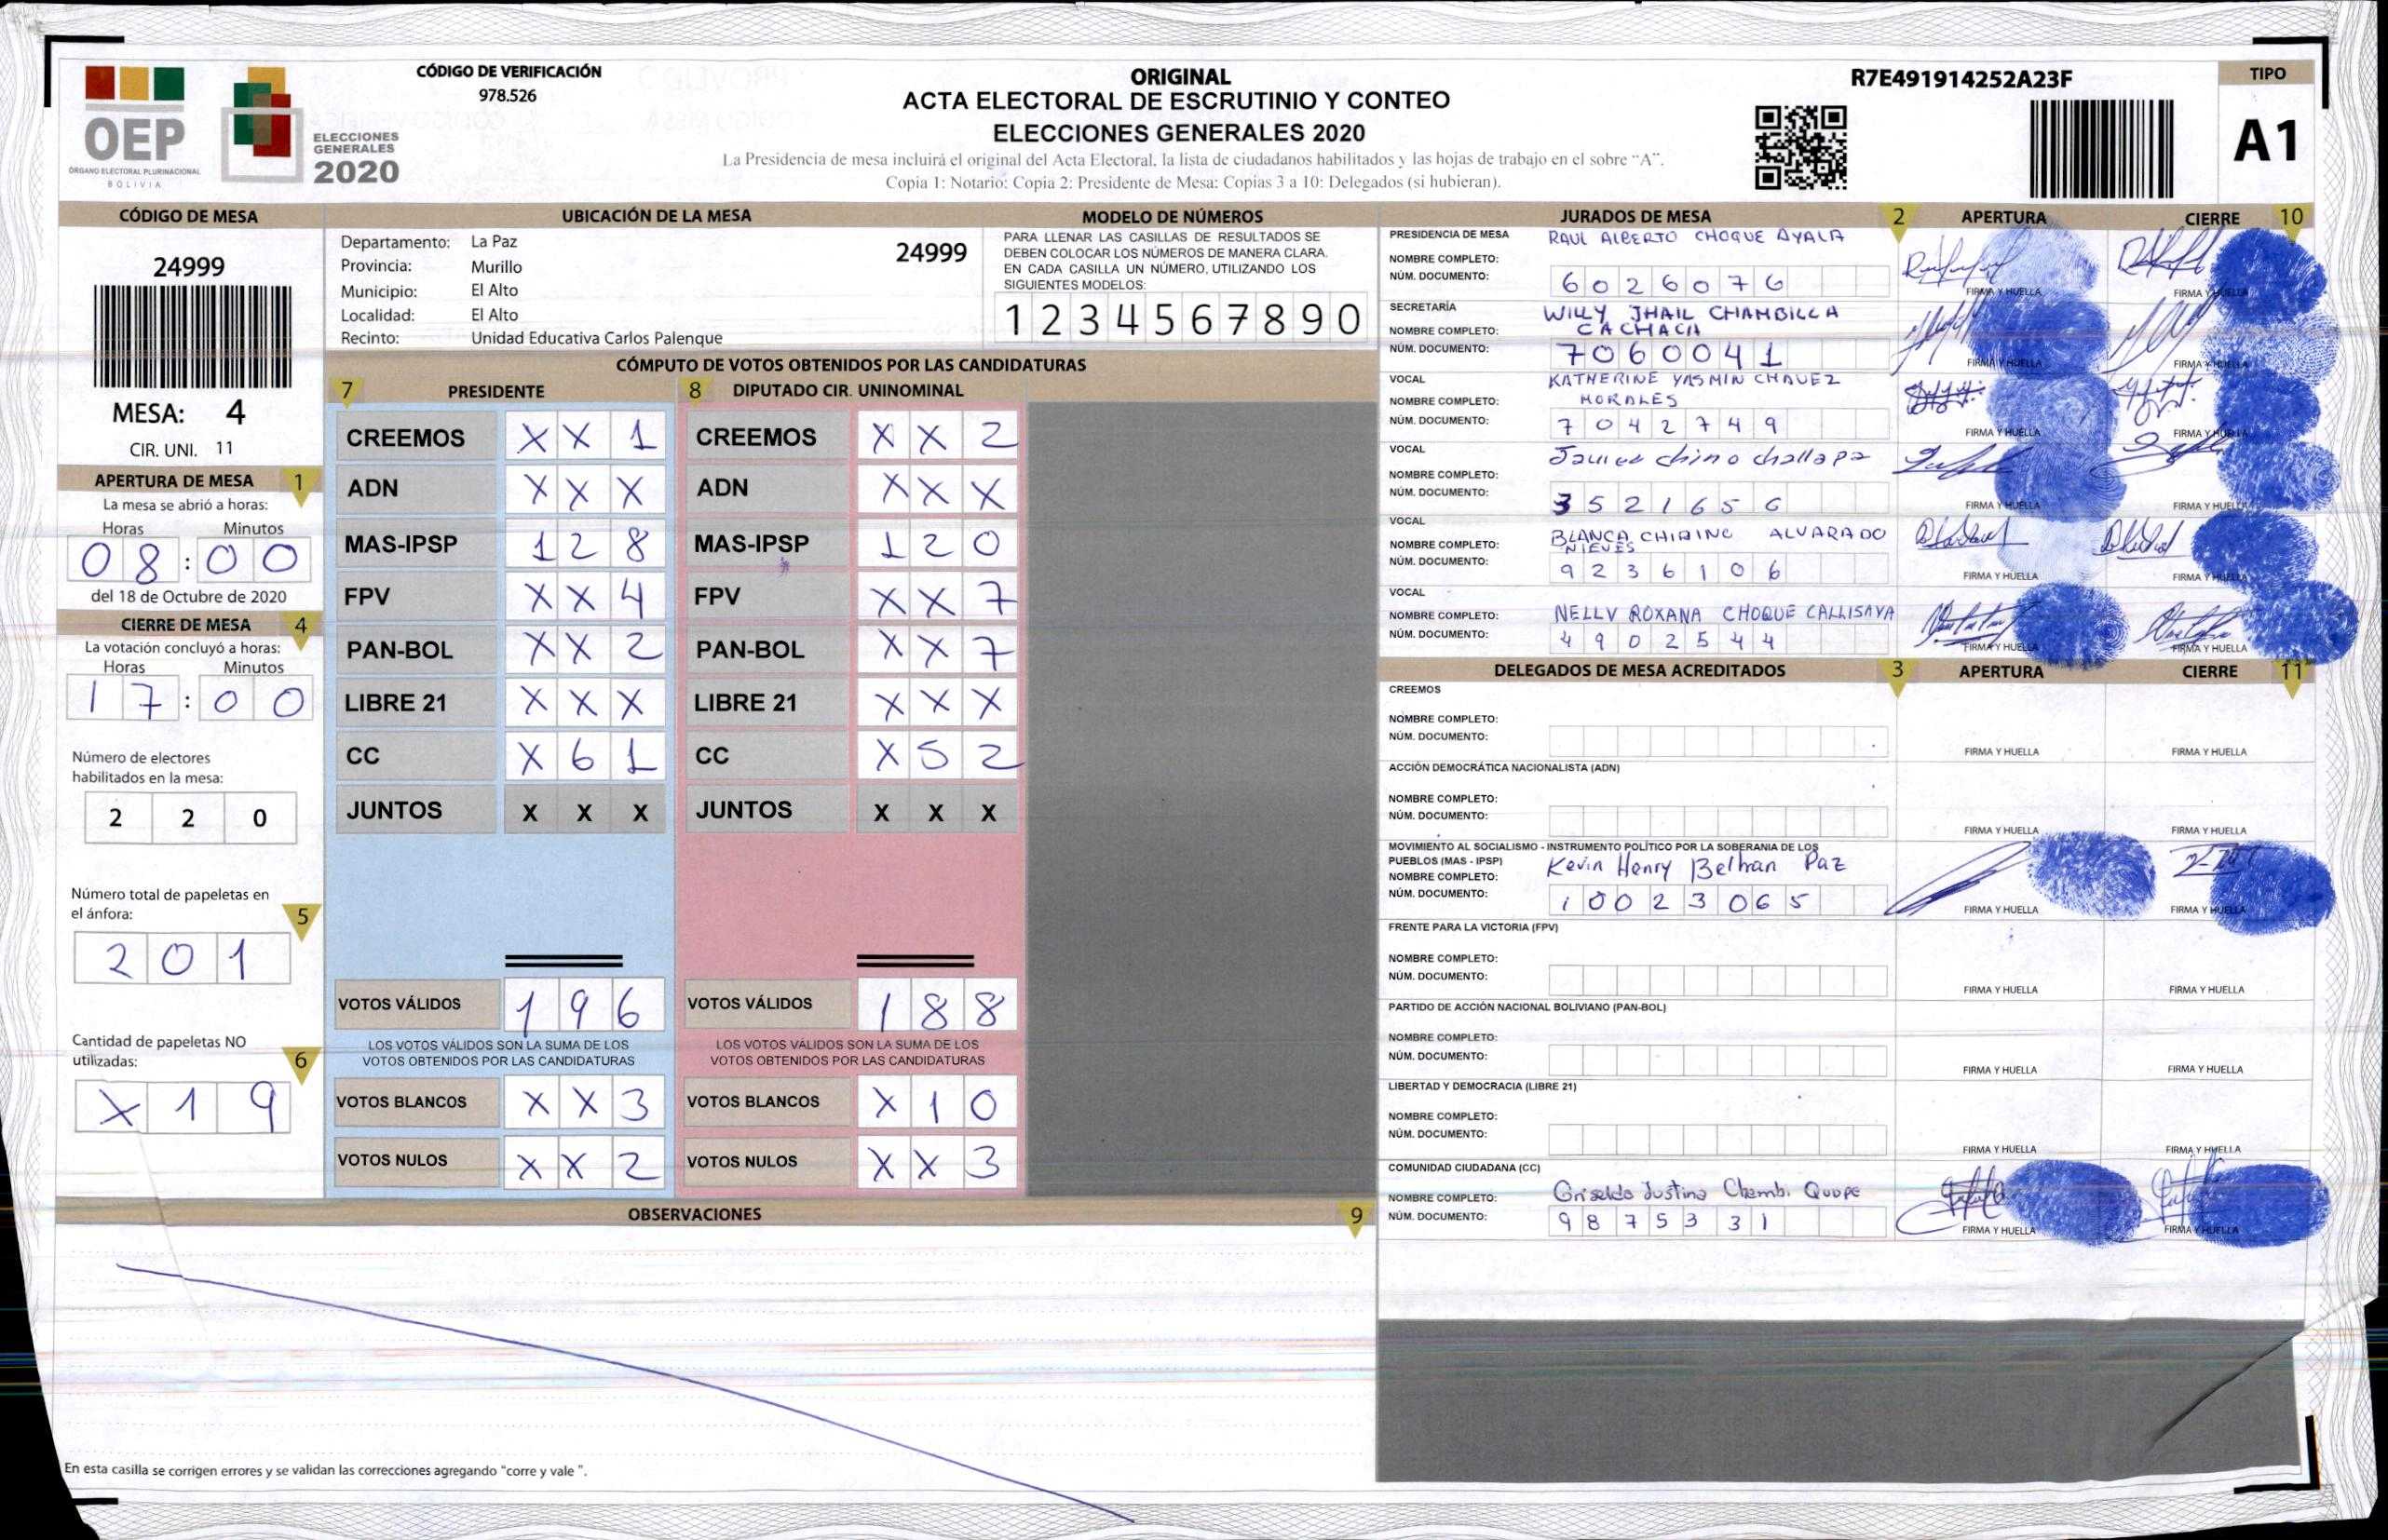 CÓDIGO DE VERIFICACIÓN
978.526
OEP
ÓRGANO ELECTORAL PLURINACIONAL
BOLIVIA
ELECCIONES
GENERALES
2020
ORIGINAL
ACTA ELECTORAL DE ESCRUTINIO Y CONTEO
ELECCIONES GENERALES 2020
La Presidencia de mesa incluirá el original del Acta Electoral, la lista de ciudadanos habilitados y las hojas de trabajo en el sobre “A”.
Copia 1: Notario: Copia 2: Presidente de Mesa: Copias 3 a 10: Delegados (si hubieran).
R7E491914252A23F
TIPO
A1
CÓDIGO DE MESA
24999
MESA: 4
CIR. UNI. 11
APERTURA DE MESA 1
La mesa se abrió a horas:
Horas Minutos
08:00
del 18 de Octubre de 2020
CIERRE DE MESA 4
La votación concluyó a horas:
Horas Minutos
17:00
Número de electores
habilitados en la mesa:
2 2 0
Número total de papeletas en
el ánfora: 5
2 0 1
Cantidad de papeletas NO
utilizadas: 6
X 1 9
UBICACIÓN DE LA MESA
Departamento: La Paz 24999
Provincia: Murillo
Municipio: El Alto
Localidad: El Alto
Recinto: Unidad Educativa Carlos Palenque
MODELO DE NÚMEROS
PARA LLENAR LAS CASILLAS DE RESULTADOS SE
DEBEN COLOCAR LOS NÚMEROS DE MANERA CLARA.
EN CADA CASILLA UN NÚMERO, UTILIZANDO LOS
SIGUIENTES MODELOS:
1 2 3 4 5 6 7 8 9 0
CÓMPUTO DE VOTOS OBTENIDOS POR LAS CANDIDATURAS
7 PRESIDENTE 8 DIPUTADO CIR. UNINOMINAL
CREEMOS X X 1 CREEMOS X X 2
ADN X X X ADN X X X
MAS-IPSP 1 2 8 MAS-IPSP 1 2 0
FPV X X 4 FPV X X 7
PAN-BOL X X 2 PAN-BOL X X 7
LIBRE 21 X X X LIBRE 21 X X X
CC X 6 1 CC X 5 2
JUNTOS X X X JUNTOS X X X
VOTOS VÁLIDOS 1 9 6 VOTOS VÁLIDOS 1 8 8
LOS VOTOS VÁLIDOS SON LA SUMA DE LOS LOS VOTOS VÁLIDOS SON LA SUMA DE LOS
VOTOS OBTENIDOS POR LAS CANDIDATURAS VOTOS OBTENIDOS POR LAS CANDIDATURAS
VOTOS BLANCOS X X 3 VOTOS BLANCOS X 1 0
VOTOS NULOS X X 2 VOTOS NULOS X X 3
OBSERVACIONES 9
En esta casilla se corrigen errores y se validan las correcciones agregando “corre y vale ”.
JURADOS DE MESA 2 APERTURA CIERRE 10
PRESIDENCIA DE MESA RAUL ALBERTO CHOQUE AYALA
NOMBRE COMPLETO:
NÚM. DOCUMENTO: 6026076 FIRMA Y HUELLA FIRMA Y HUELLA
SECRETARÍA WILLY JHAIL CHAMBILLA
NOMBRE COMPLETO: CACHACA
NÚM. DOCUMENTO: 7060041 FIRMA Y HUELLA FIRMA Y HUELLA
VOCAL KATHERINE YASMIN CHAVEZ
NOMBRE COMPLETO: MORALES
NÚM. DOCUMENTO: 7042749 FIRMA Y HUELLA FIRMA Y HUELLA
VOCAL chino challapa
NOMBRE COMPLETO:
NÚM. DOCUMENTO: 3521656 FIRMA Y HUELLA FIRMA Y HUELLA
VOCAL
NOMBRE COMPLETO: BLANCA CHIRINO ALVARADO
NIEVES
NÚM. DOCUMENTO: 9236106 FIRMA Y HUELLA FIRMA Y HUELLA
VOCAL
NOMBRE COMPLETO: NELLY ROXANA CHOQUE CALLISAYA
NÚM. DOCUMENTO: 4902544 FIRMA Y HUELLA FIRMA Y HUELLA
DELEGADOS DE MESA ACREDITADOS 3 APERTURA CIERRE 11
CREEMOS
NOMBRE COMPLETO:
NÚM. DOCUMENTO: FIRMA Y HUELLA FIRMA Y HUELLA
ACCIÓN DEMOCRÁTICA NACIONALISTA (ADN)
NOMBRE COMPLETO:
NÚM. DOCUMENTO: FIRMA Y HUELLA FIRMA Y HUELLA
MOVIMIENTO AL SOCIALISMO - INSTRUMENTO POLÍTICO POR LA SOBERANIA DE LOS
PUEBLOS (MAS - IPSP) Kevin Henry Beltran Paz
NOMBRE COMPLETO:
NÚM. DOCUMENTO: 10023065 FIRMA Y HUELLA FIRMA Y HUELLA
FRENTE PARA LA VICTORIA (FPV)
NOMBRE COMPLETO:
NÚM. DOCUMENTO: FIRMA Y HUELLA FIRMA Y HUELLA
PARTIDO DE ACCIÓN NACIONAL BOLIVIANO (PAN-BOL)
NOMBRE COMPLETO:
NÚM. DOCUMENTO: FIRMA Y HUELLA FIRMA Y HUELLA
LIBERTAD Y DEMOCRACIA (LIBRE 21)
NOMBRE COMPLETO:
NÚM. DOCUMENTO: FIRMA Y HUELLA FIRMA Y HUELLA
COMUNIDAD CIUDADANA (CC)
NOMBRE COMPLETO: Griselda Justina Chambi Quope
NÚM. DOCUMENTO: 9875331 FIRMA Y HUELLA FIRMA Y HUELLA